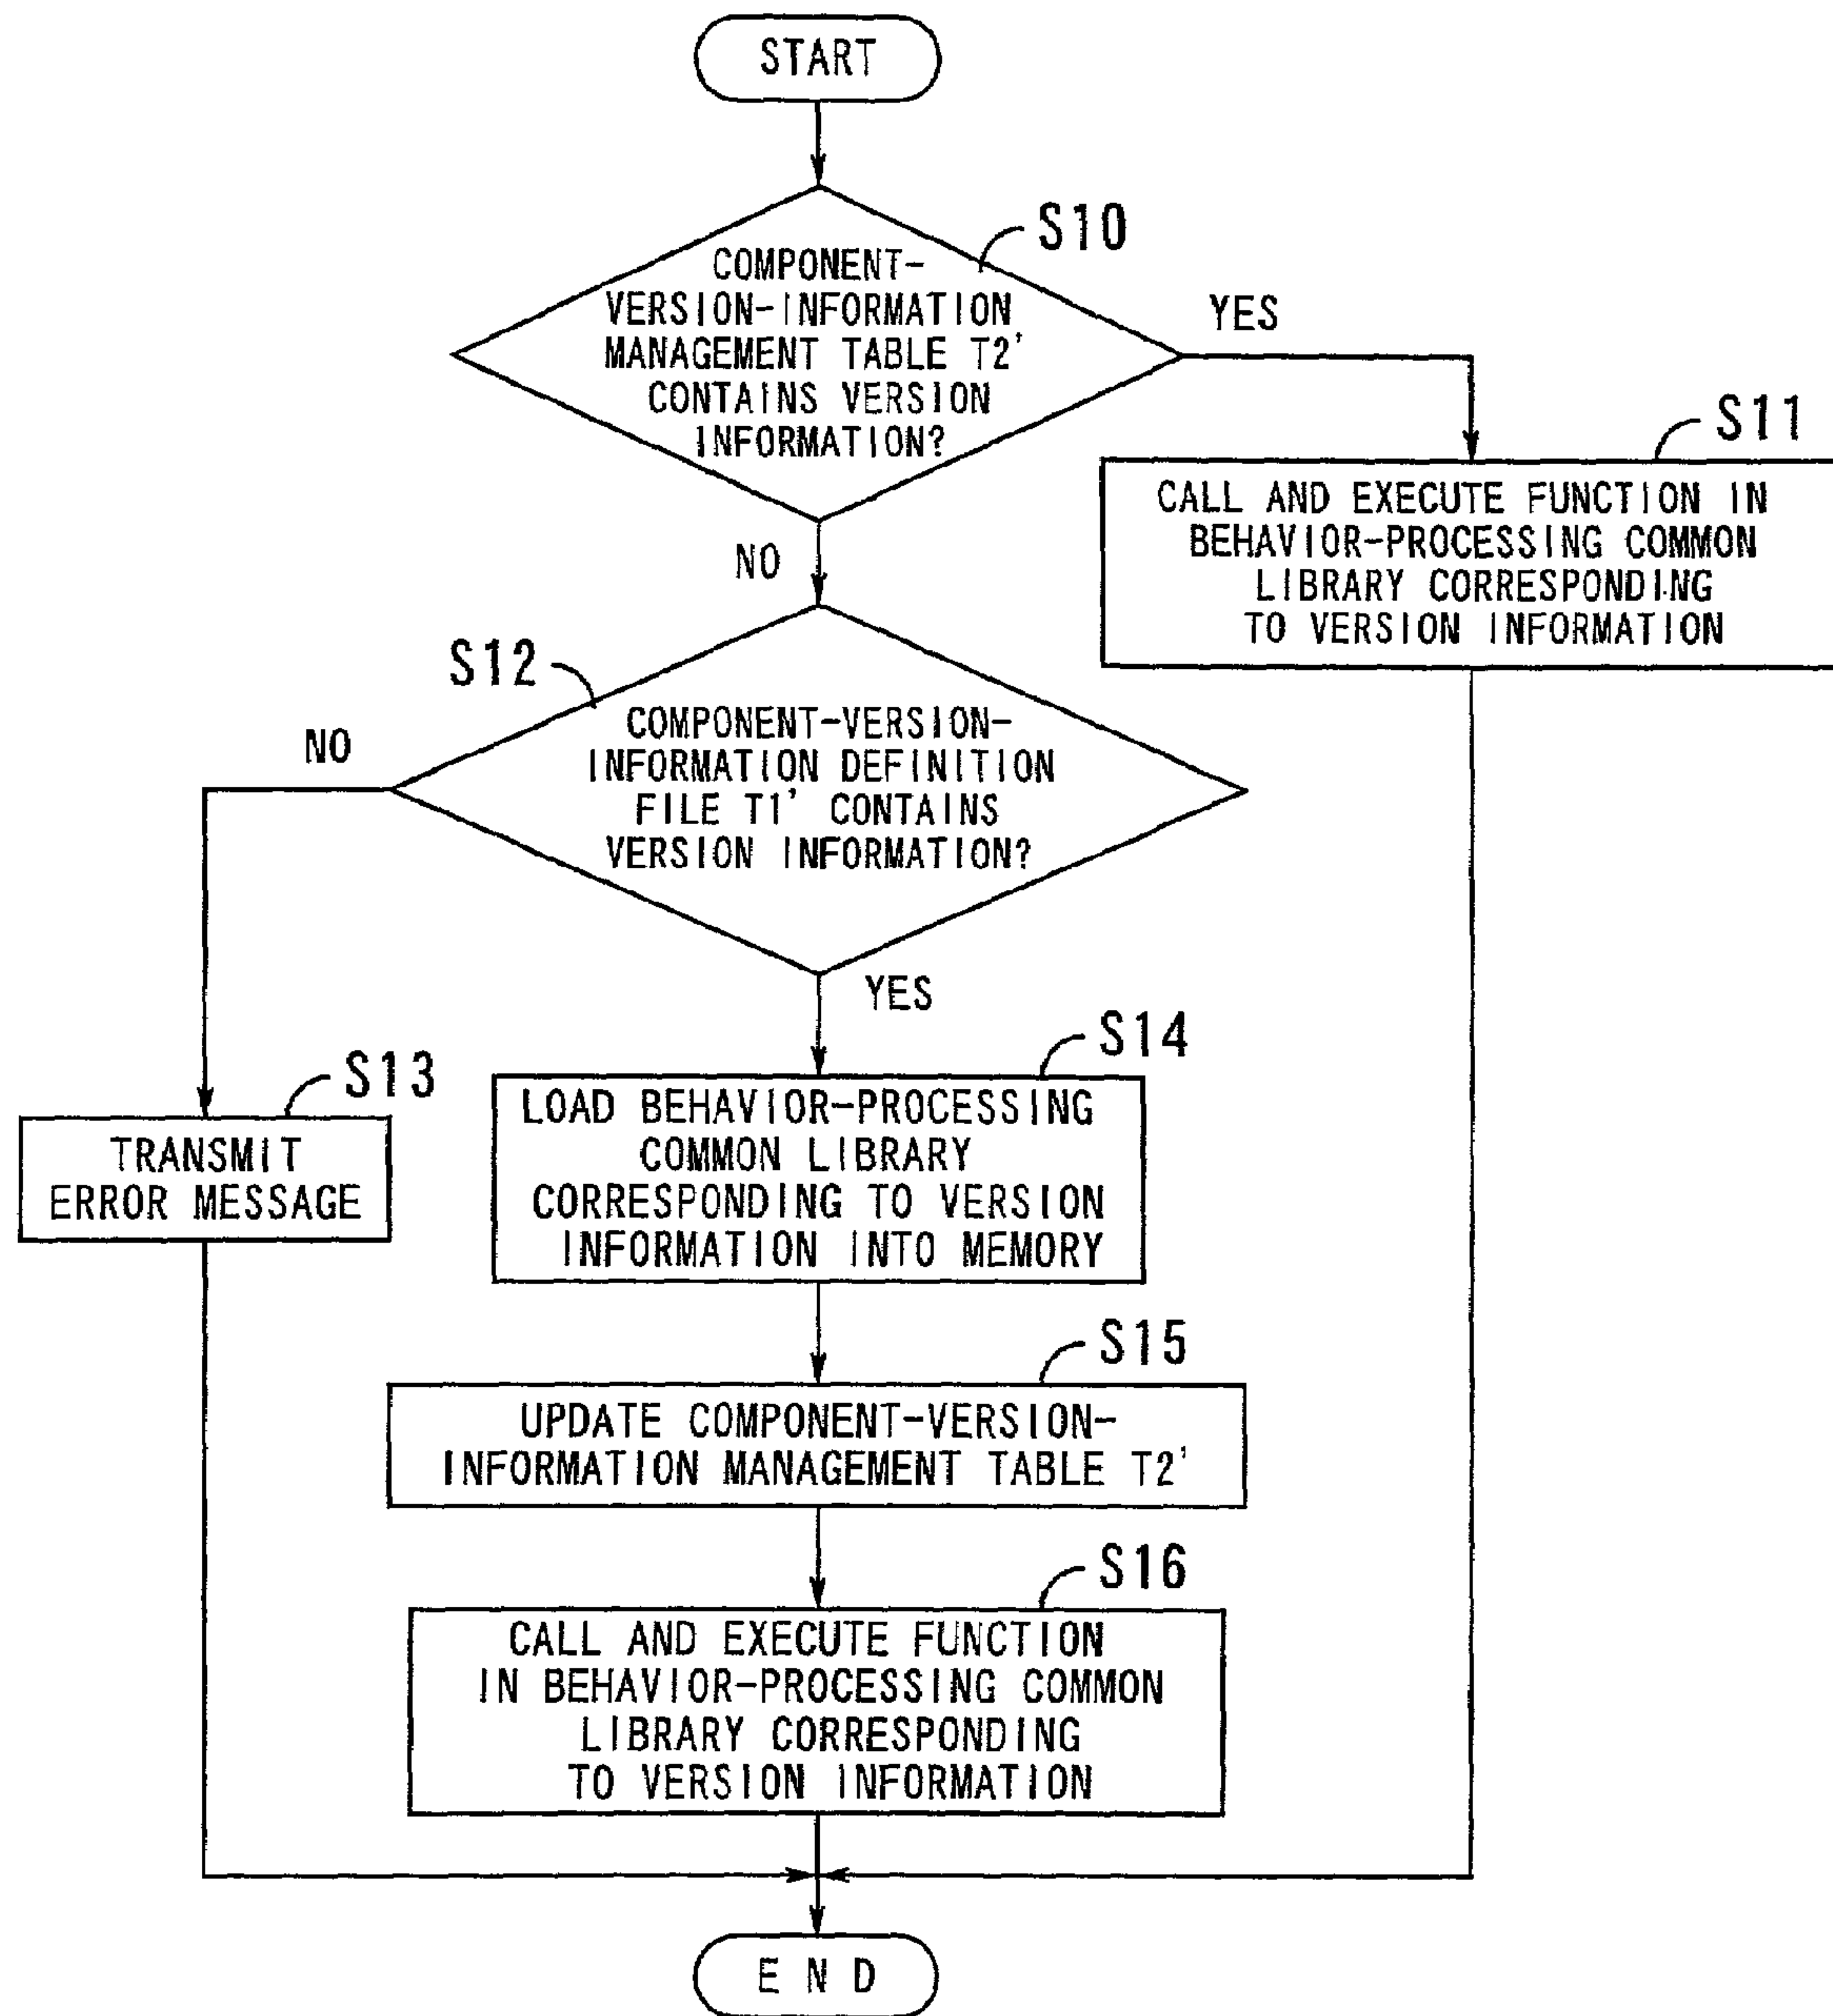 START
S10
COMPONENT-
VERSION-INFORMATION
MANAGEMENT TABLE T2'
CONTAINS VERSION
INFORMATION?
YES
NO
S11
CALL AND EXECUTE FUNCTION IN
BEHAVIOR-PROCESSING COMMON
LIBRARY CORRESPONDING
TO VERSION INFORMATION
S12
COMPONENT-VERSION-
INFORMATION DEFINITION
FILE T1' CONTAINS
VERSION INFORMATION?
NO
YES
S13
TRANSMIT
ERROR MESSAGE
S14
LOAD BEHAVIOR-PROCESSING
COMMON LIBRARY
CORRESPONDING TO VERSION
INFORMATION INTO MEMORY
S15
UPDATE COMPONENT-VERSION-
INFORMATION MANAGEMENT TABLE T2'
S16
CALL AND EXECUTE FUNCTION
IN BEHAVIOR-PROCESSING COMMON
LIBRARY CORRESPONDING
TO VERSION INFORMATION
END